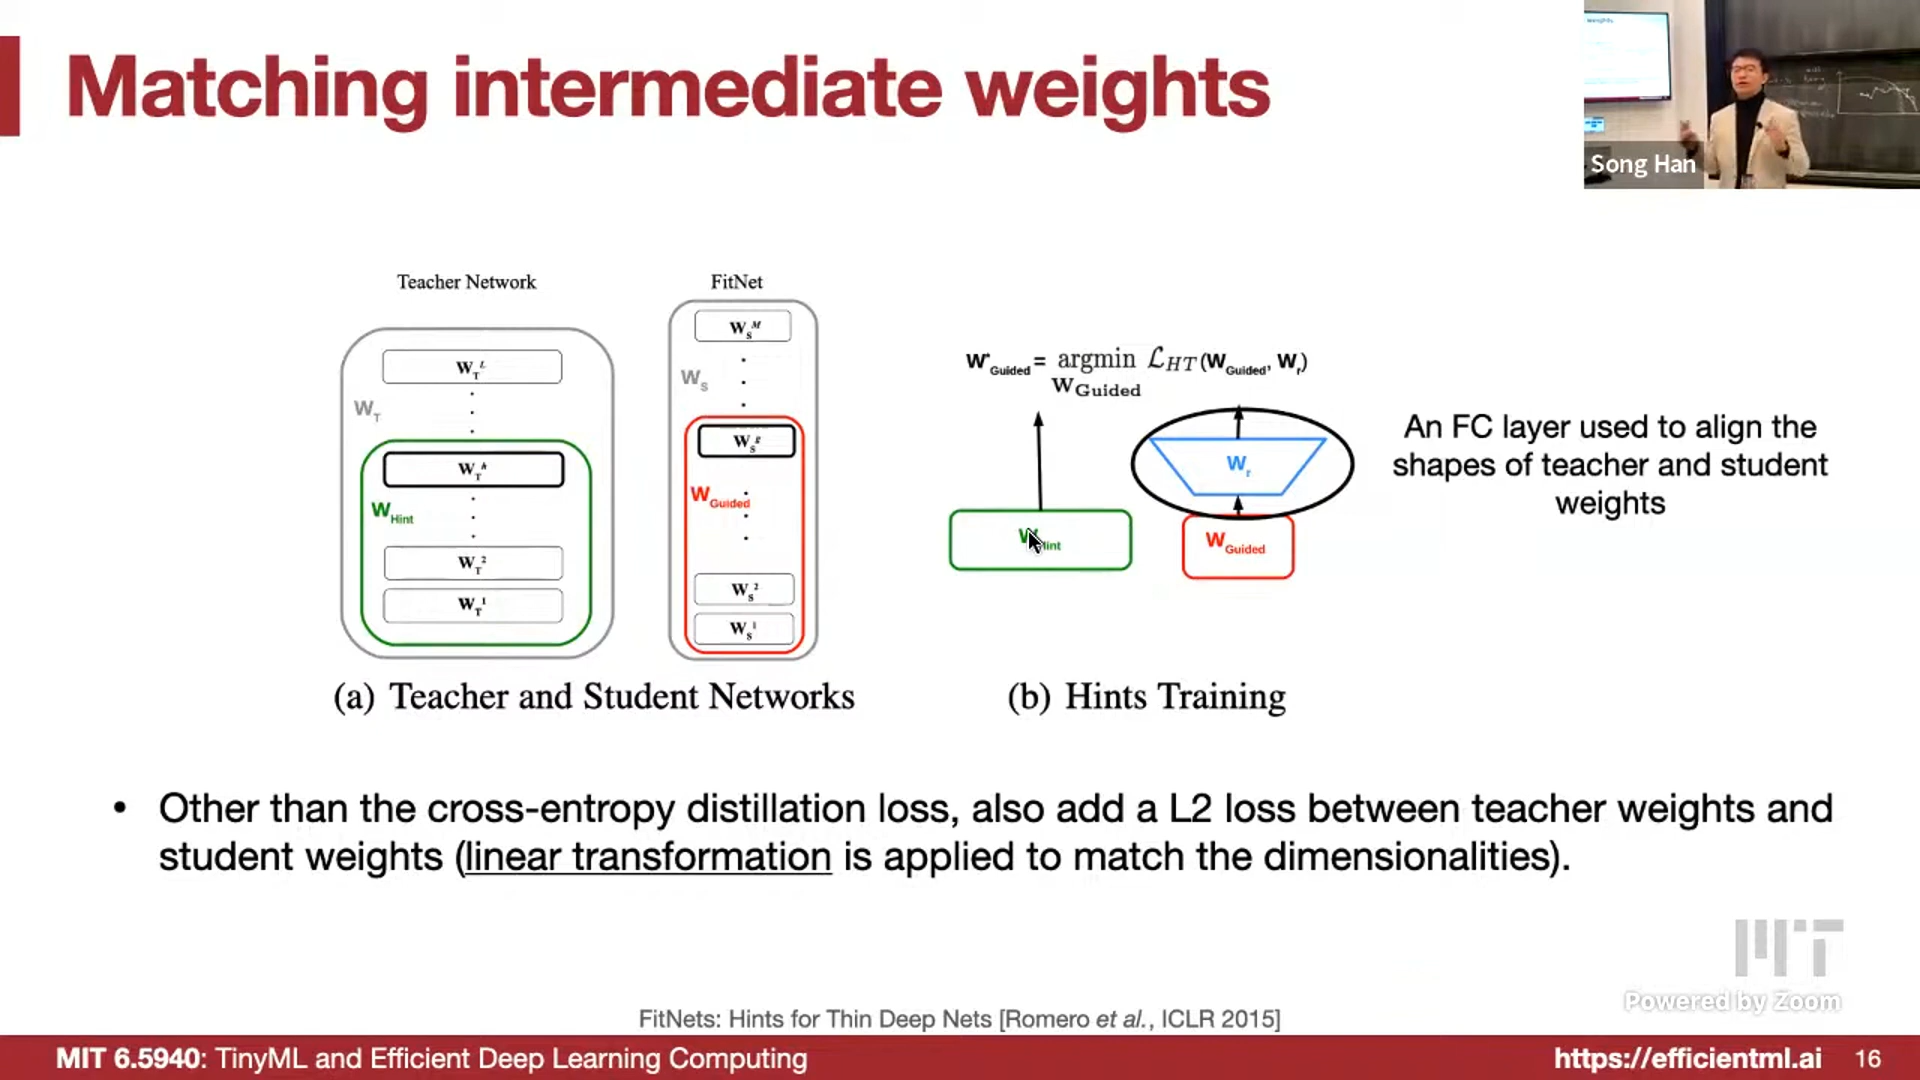 Matching intermediate weights
Song Han
Teacher Network
FitNet
W_T^L
W_T
W_T^h
W_Hint
W_T^2
W_T^1
W_S^M
W_S
W_S^g
W_Guided
W_S^2
W_S^1
W*_Guided = argmin L_HT(W_Guided, W_r)
W_Guided
W_r
W_Guided
An FC layer used to align the
shapes of teacher and student
weights
(a) Teacher and Student Networks
(b) Hints Training
• Other than the cross-entropy distillation loss, also add a L2 loss between teacher weights and
student weights (linear transformation is applied to match the dimensionalities).
MIT
Powered by Zoom
FitNets: Hints for Thin Deep Nets [Romero et al., ICLR 2015]
MIT 6.5940: TinyML and Efficient Deep Learning Computing
https://efficientml.ai
16